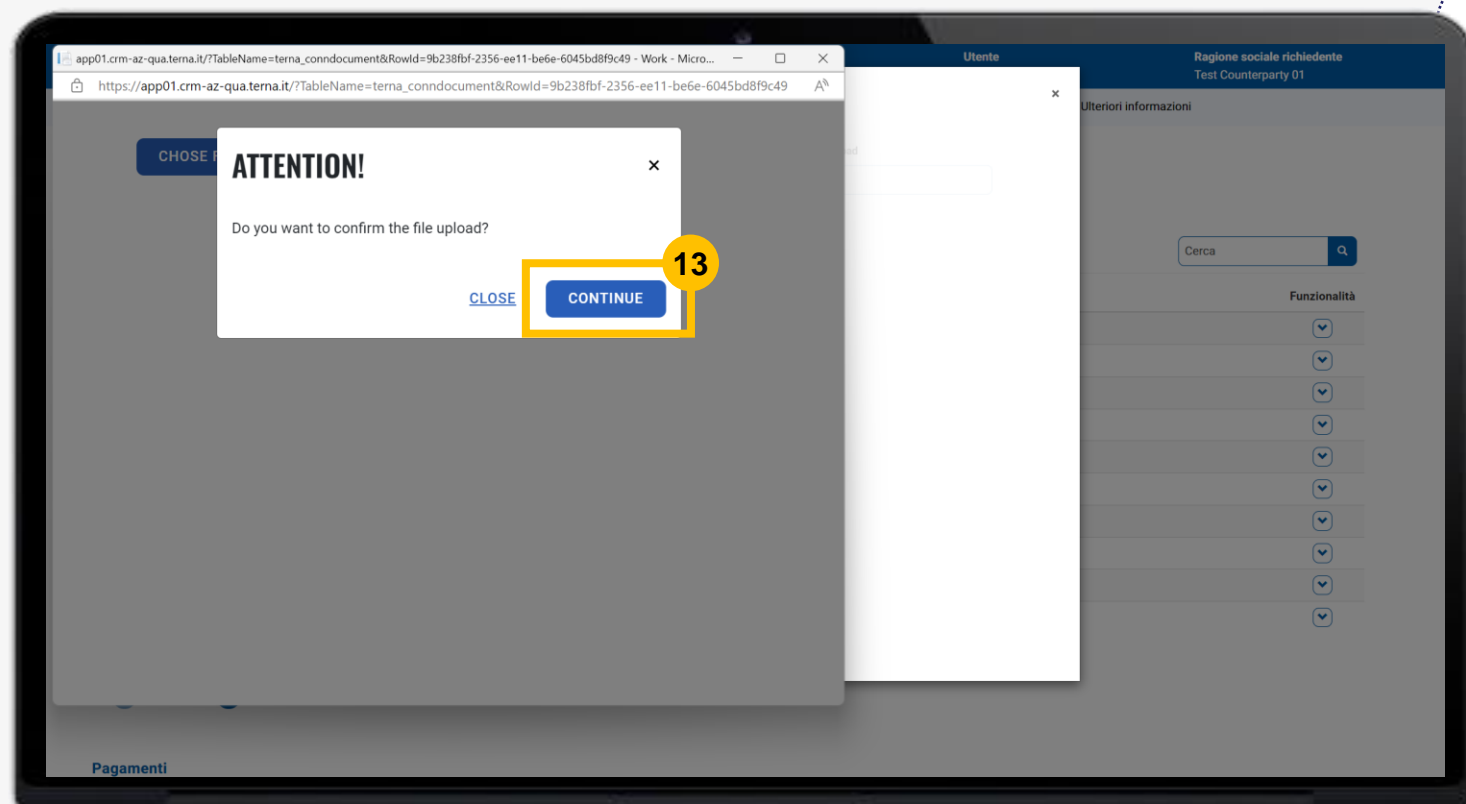 app01.crm-az-qua.terna.it/?TableName=terna_conndocument&RowId=9b238fbf-2356-ee11-be6e-6045bd8f9c49 - Work - Micro...
https://app01.crm-az-qua.terna.it/?TableName=terna_conndocument&RowId=9b238fbf-2356-ee11-be6e-6045bd8f9c49
Utente
Ragione sociale richiedente
Test Counterparty 01
Ulteriori informazioni
CHOSE
ATTENTION!
Do you want to confirm the file upload?
13
CLOSE
CONTINUE
Cerca
Funzionalità
Pagamenti